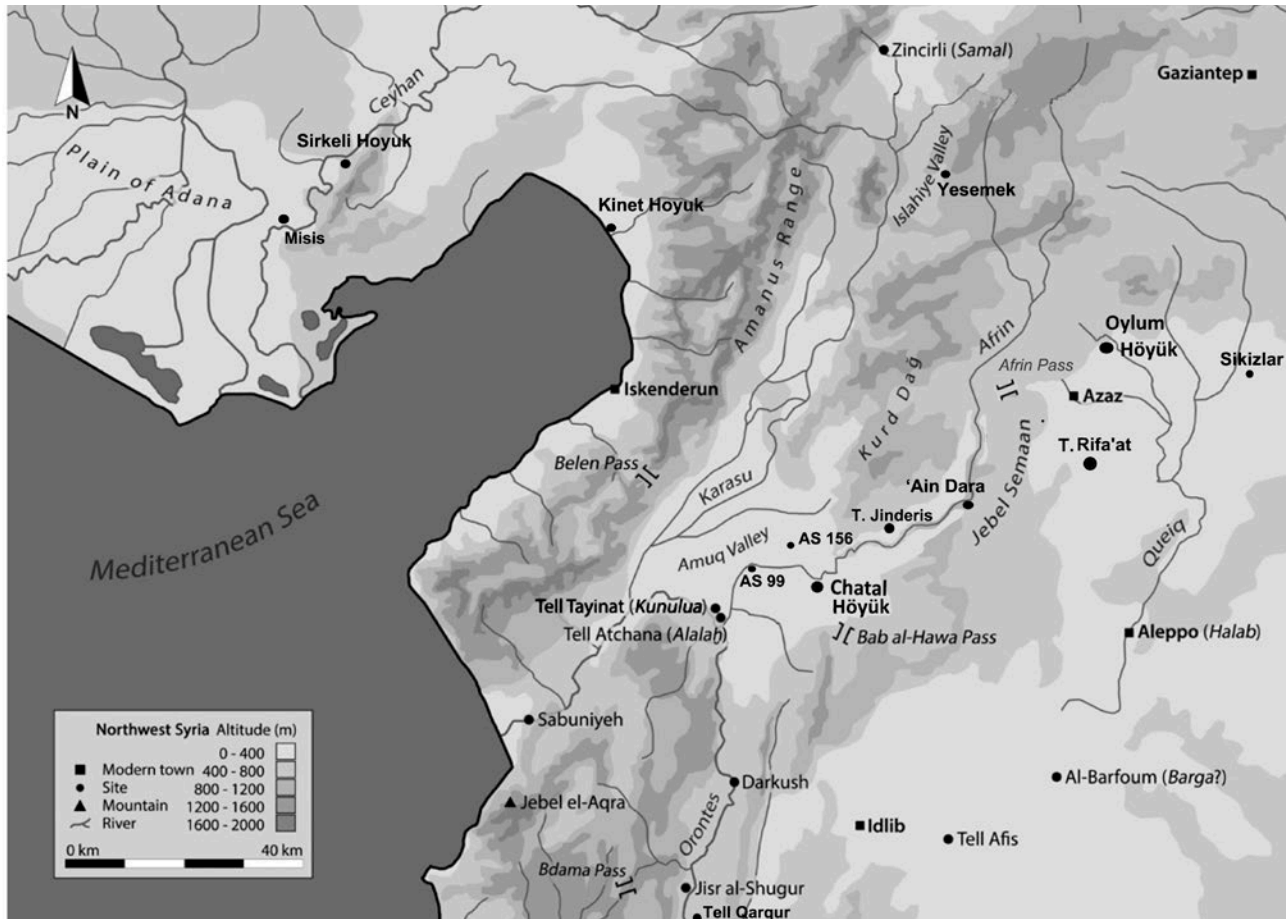 Zincirli (Samal)
Gaziantep
N
Ceyhan
Sirkeli Hoyuk
Plain of Adana
Misis
Kinet Hoyuk
Amanus Range
Islahiye Valley
Yesemek
Oylum
Höyük
Sikizlar
Afrin
Afrin Pass
Iskenderun
Azaz
Kurd Dağ
Belen Pass
T. Rifa'at
Karasu
'Ain Dara
Jebel Semaan
T. Jinderis
Mediterranean Sea
Amuq Valley
AS 156
AS 99
Queiq
Chatal
Höyük
Tell Tayinat (Kunulua)
Tell Atchana (Alalaḫ)
Bab al-Hawa Pass
Aleppo (Halab)
Sabuniyeh
Northwest Syria Altitude (m)
0 - 400
Modern town 400 - 800
Site 800 - 1200
Mountain 1200 - 1600
River 1600 - 2000
0 km 40 km
Jebel el-Aqra
Darkush
Al-Barfoum (Barga?)
Orontes
Idlib
Tell Afis
Bdama Pass
Jisr al-Shugur
Tell Qarqur